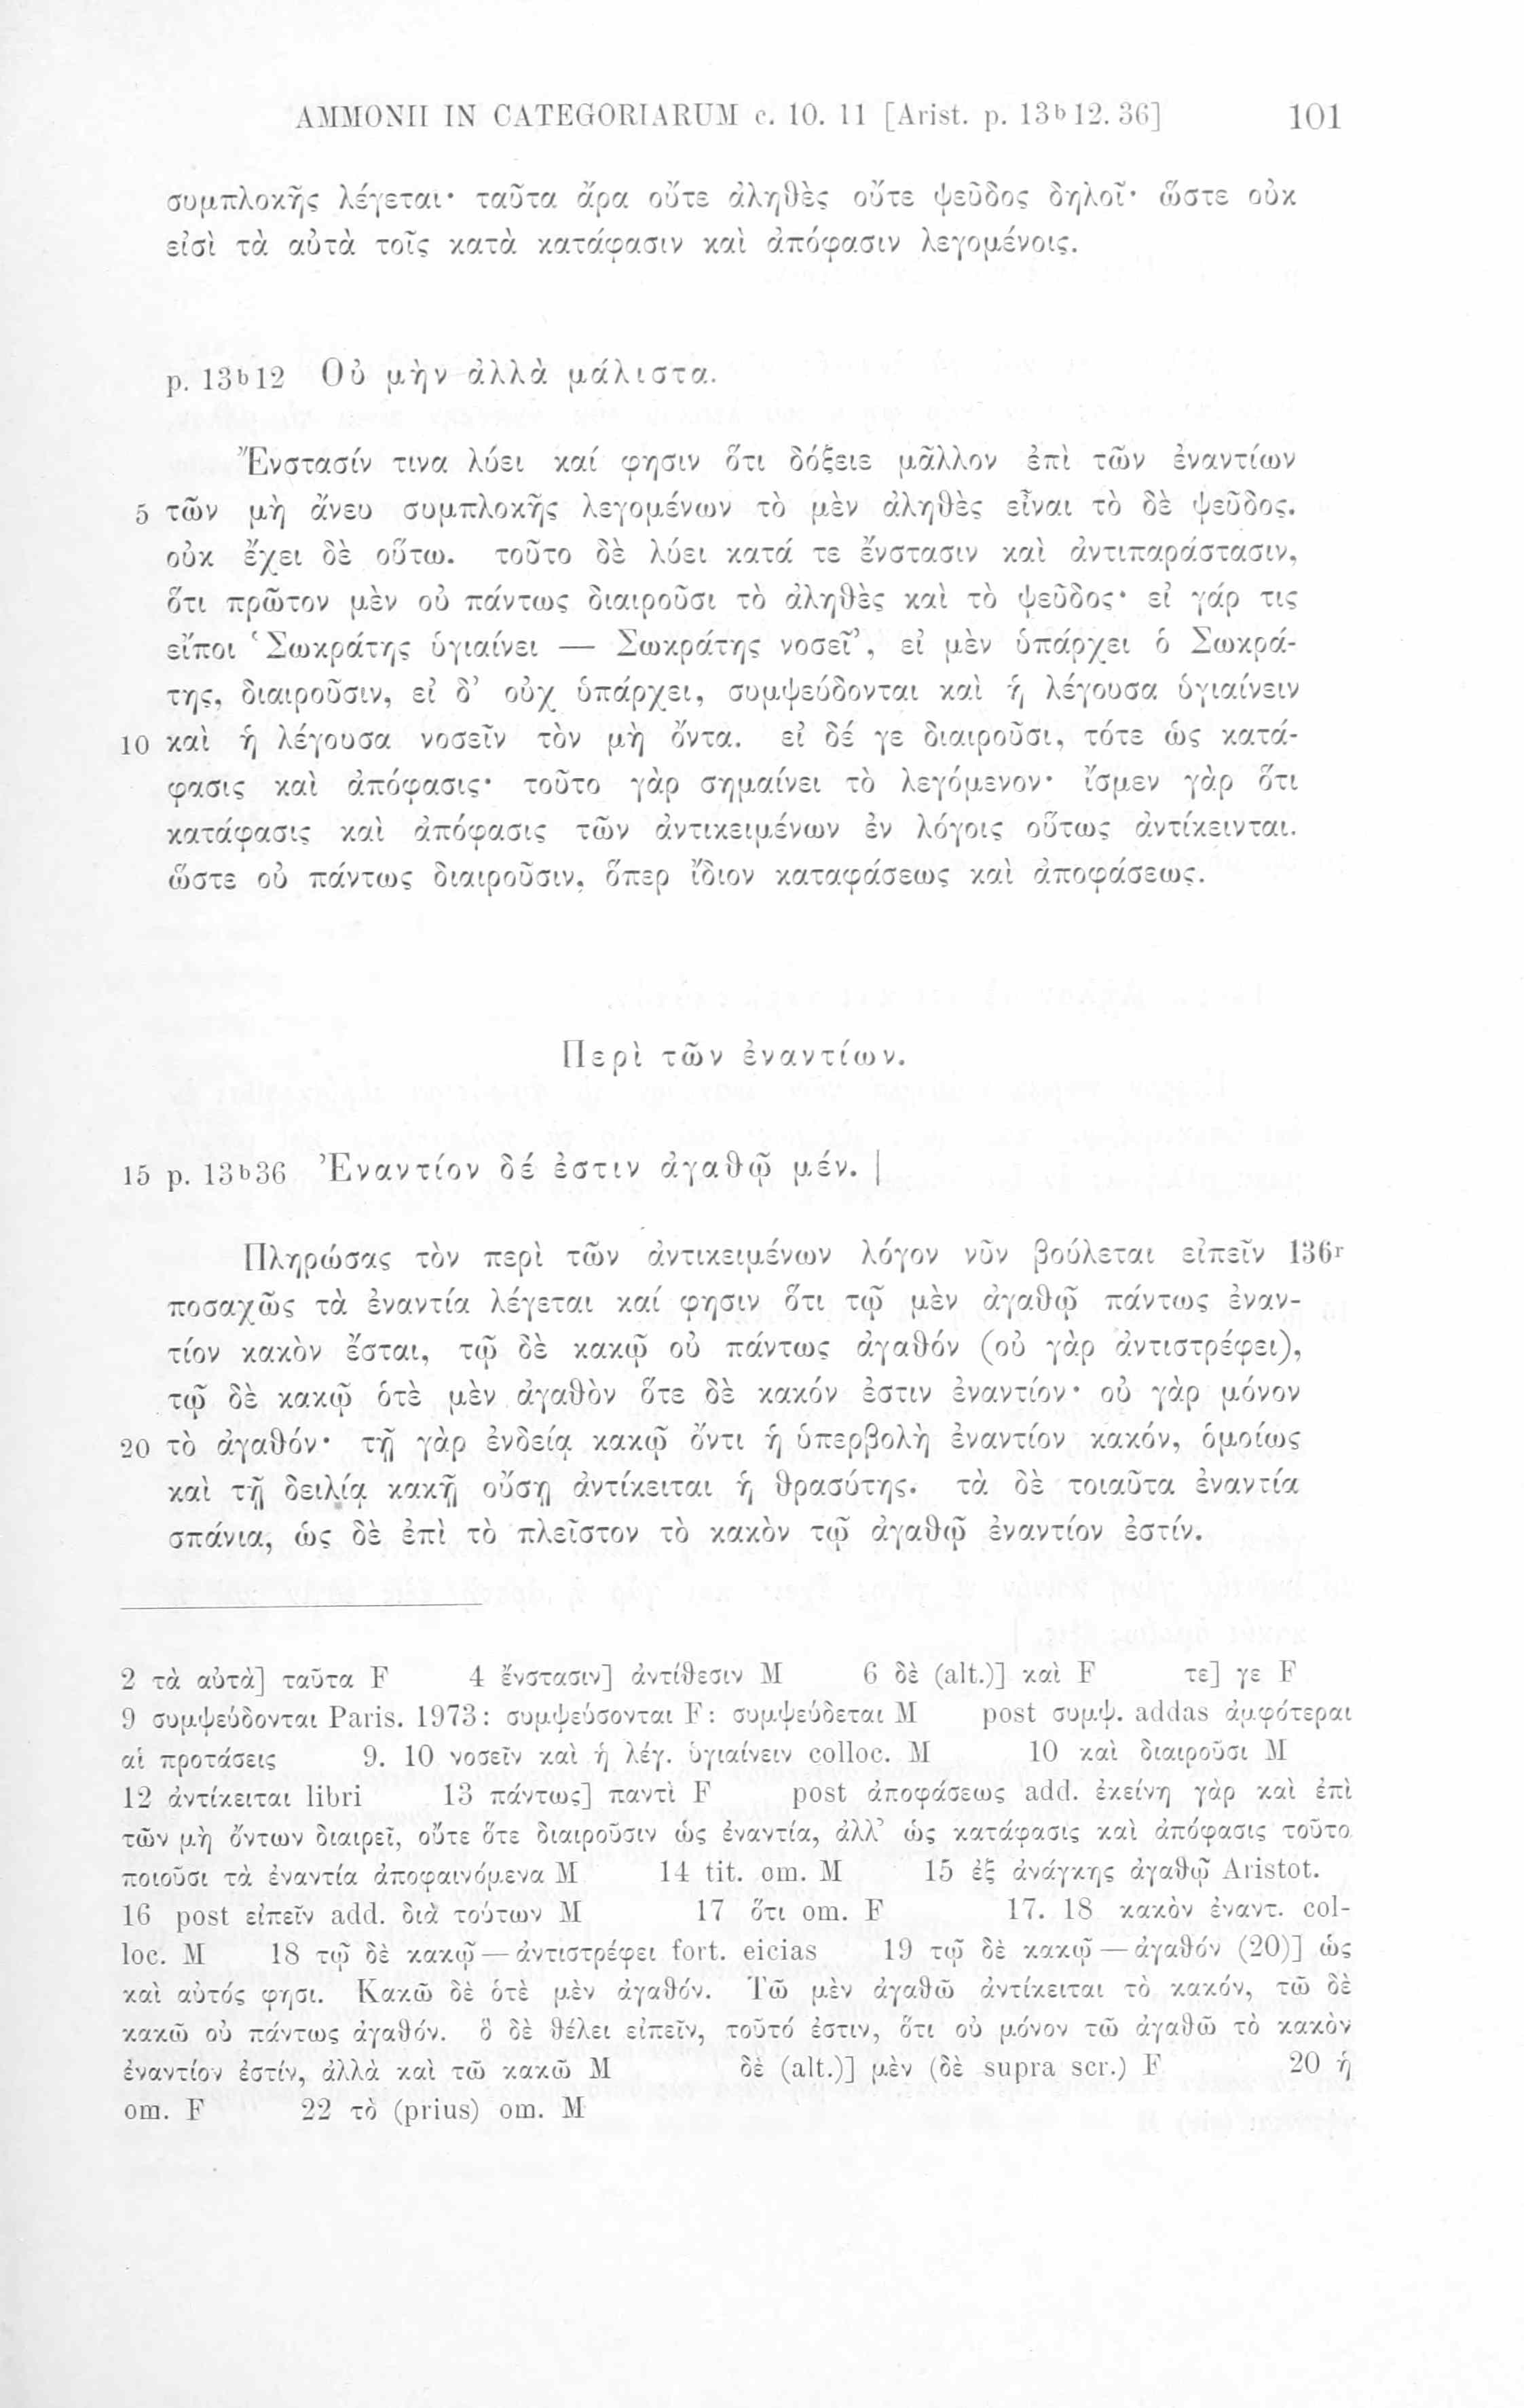 AMMONII IN CATEGORIARUM c. 10. 11 [Arist. p. 13ᵇ12. 36] 101
συμπλοκῆς λέγεται· ταῦτα ἄρα οὔτε ἀληθὲς οὔτε ψεῦδος δηλοῖ· ὥστε οὐκ
εἰσὶ τὰ αὐτὰ τοῖς κατὰ κατάφασιν καὶ ἀπόφασιν λεγομένοις.
p. 13ᵇ12 Οὐ μὴν ἀλλὰ μάλιστα.
Ἔνστασίν τινα λύει καί φησιν ὅτι δόξειε μᾶλλον ἐπὶ τῶν ἐναντίων
5 τῶν μὴ ἄνευ συμπλοκῆς λεγομένων τὸ μὲν ἀληθὲς εἶναι τὸ δὲ ψεῦδος.
οὐκ ἔχει δὲ οὕτω. τοῦτο δὲ λύει κατά τε ἔνστασιν καὶ ἀντιπαράστασιν,
ὅτι πρῶτον μὲν οὐ πάντως διαιροῦσι τὸ ἀληθὲς καὶ τὸ ψεῦδος· εἰ γάρ τις
εἴποι ‘Σωκράτης ὑγιαίνει — Σωκράτης νοσεῖ’, εἰ μὲν ὑπάρχει ὁ Σωκρά-
της, διαιροῦσιν, εἰ δ’ οὐχ ὑπάρχει, συμψεύδονται καὶ ἡ λέγουσα ὑγιαίνειν
10 καὶ ἡ λέγουσα νοσεῖν τὸν μὴ ὄντα. εἰ δέ γε διαιροῦσι, τότε ὡς κατά-
φασις καὶ ἀπόφασις· τοῦτο γὰρ σημαίνει τὸ λεγόμενον· ἴσμεν γὰρ ὅτι
κατάφασις καὶ ἀπόφασις τῶν ἀντικειμένων ἐν λόγοις οὕτως ἀντίκεινται.
ὥστε οὐ πάντως διαιροῦσιν, ὅπερ ἴδιον καταφάσεως καὶ ἀποφάσεως.
Περὶ τῶν ἐναντίων.
15 p. 13ᵇ36 Ἐναντίον δέ ἐστιν ἀγαθῷ μέν. |
Πληρώσας τὸν περὶ τῶν ἀντικειμένων λόγον νῦν βούλεται εἰπεῖν 136ʳ
ποσαχῶς τὰ ἐναντία λέγεται καί φησιν ὅτι τῷ μὲν ἀγαθῷ πάντως ἐναν-
τίον κακὸν ἔσται, τῷ δὲ κακῷ οὐ πάντως ἀγαθόν (οὐ γὰρ ἀντιστρέφει),
τῷ δὲ κακῷ ὁτὲ μὲν ἀγαθὸν ὅτε δὲ κακόν ἐστιν ἐναντίον· οὐ γὰρ μόνον
20 τὸ ἀγαθόν· τῇ γὰρ ἐνδείᾳ κακῷ ὄντι ἡ ὑπερβολὴ ἐναντίον κακόν, ὁμοίως
καὶ τῇ δειλίᾳ κακῇ οὔσῃ ἀντίκειται ἡ θρασύτης. τὰ δὲ τοιαῦτα ἐναντία
σπάνια, ὡς δὲ ἐπὶ τὸ πλεῖστον τὸ κακὸν τῷ ἀγαθῷ ἐναντίον ἐστίν.
2 τὰ αὐτὰ] ταῦτα F 4 ἔνστασιν] ἀντίθεσιν M 6 δὲ (alt.)] καὶ F τε] γε F
9 συμψεύδονται Paris. 1973: συμψεύσονται F: συμψεύδεται M post συμψ. addas ἀμφότεραι
αἱ προτάσεις 9. 10 νοσεῖν καὶ ἡ λέγ. ὑγιαίνειν colloc. M 10 καὶ διαιροῦσι M
12 ἀντίκειται libri 13 πάντως] παντὶ F post ἀποφάσεως add. ἐκείνη γὰρ καὶ ἐπὶ
τῶν μὴ ὄντων διαιρεῖ, οὔτε ὅτε διαιροῦσιν ὡς ἐναντία, ἀλλ’ ὡς κατάφασις καὶ ἀπόφασις τοῦτο
ποιοῦσι τὰ ἐναντία ἀποφαινόμενα M 14 tit. om. M 15 ἐξ ἀνάγκης ἀγαθῷ Aristot.
16 post εἰπεῖν add. διὰ τούτων M 17 ὅτι om. F 17. 18 κακὸν ἐναντ. col-
loc. M 18 τῷ δὲ κακῷ — ἀντιστρέφει fort. eicias 19 τῷ δὲ κακῷ — ἀγαθόν (20)] ὡς
καὶ αὐτός φησι. Κακῶ δὲ ὁτὲ μὲν ἀγαθόν. Τῶ μὲν ἀγαθῶ ἀντίκειται τὸ κακόν, τῶ δὲ
κακῶ οὐ πάντως ἀγαθόν. ὃ δὲ θέλει εἰπεῖν, τοῦτό ἐστιν, ὅτι οὐ μόνον τῶ ἀγαθῶ τὸ κακὸν
ἐναντίον ἐστίν, ἀλλὰ καὶ τῶ κακῶ M δὲ (alt.)] μὲν (δὲ supra scr.) F 20 ἡ
om. F 22 τὸ (prius) om. M